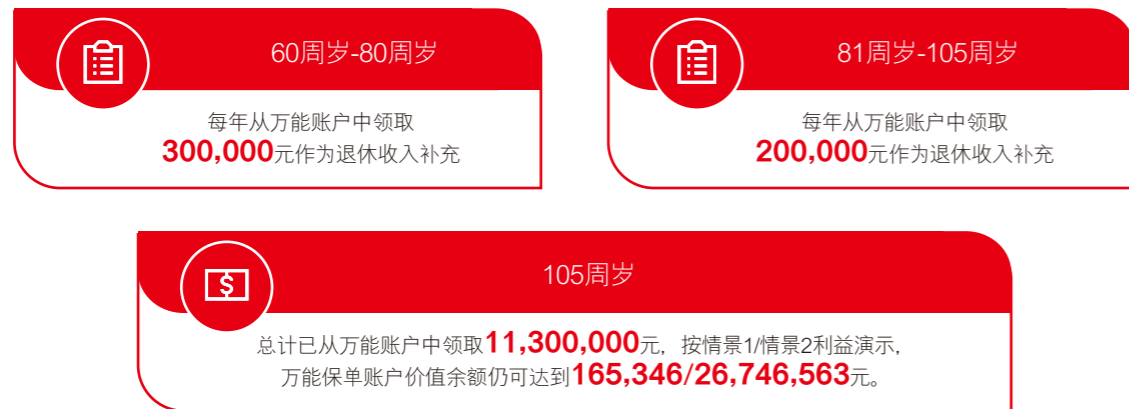 60周岁-80周岁
每年从万能账户中领取
300,000元作为退休收入补充
81周岁-105周岁
每年从万能账户中领取
200,000元作为退休收入补充
105周岁
总计已从万能账户中领取11,300,000元，按情景1/情景2利益演示，
万能保单账户价值余额仍可达到165,346/26,746,563元。